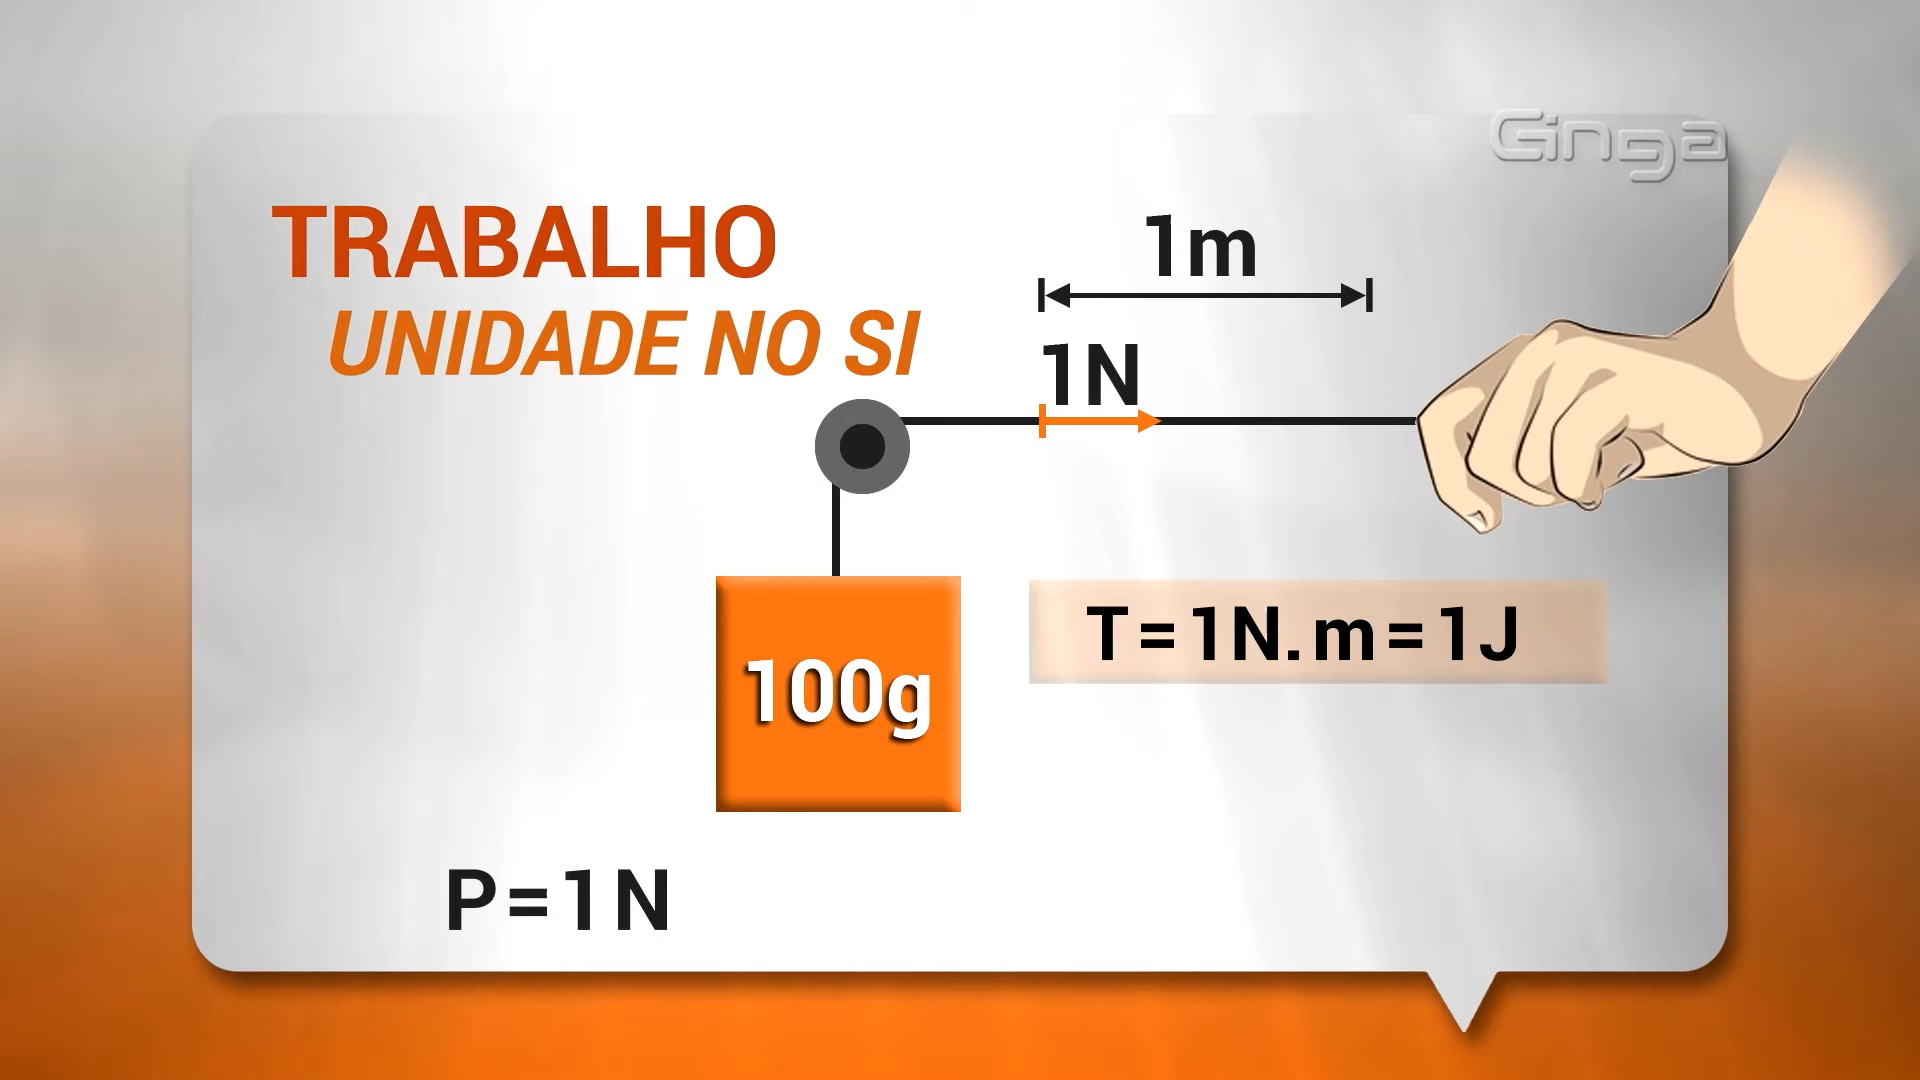 Ginga
TRABALHO
UNIDADE NO SI
1m
1N
100g
T=1N.m=1J
P=1N